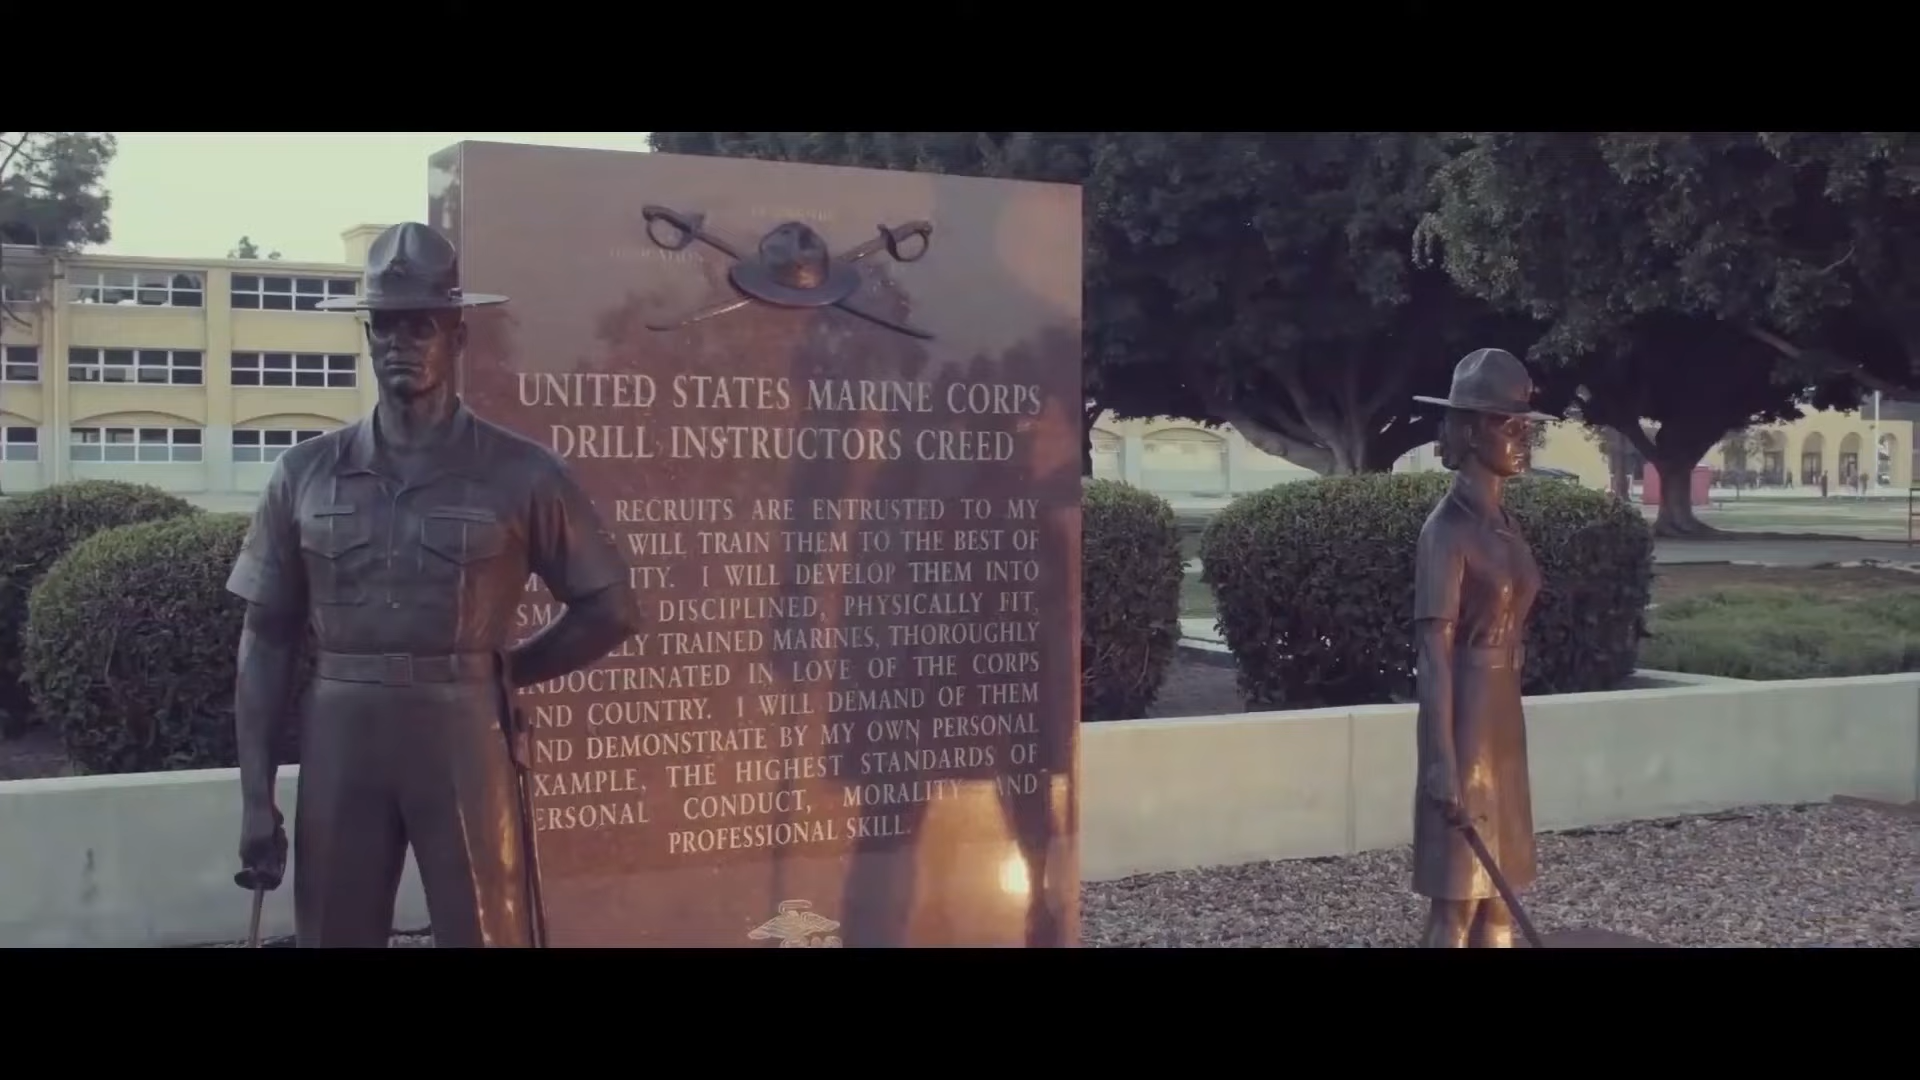 UNITED STATES MARINE CORPS
DRILL INSTRUCTORS CREED
RECRUITS ARE ENTRUSTED TO MY
WILL TRAIN THEM TO THE BEST OF
ITY. I WILL DEVELOP THEM INTO
DISCIPLINED, PHYSICALLY FIT,
LLY TRAINED MARINES, THOROUGHLY
INDOCTRINATED IN LOVE OF THE CORPS
ND COUNTRY. I WILL DEMAND OF THEM
ND DEMONSTRATE BY MY OWN PERSONAL
XAMPLE, THE HIGHEST STANDARDS OF
ERSONAL CONDUCT, MORALITY AND
PROFESSIONAL SKILL.